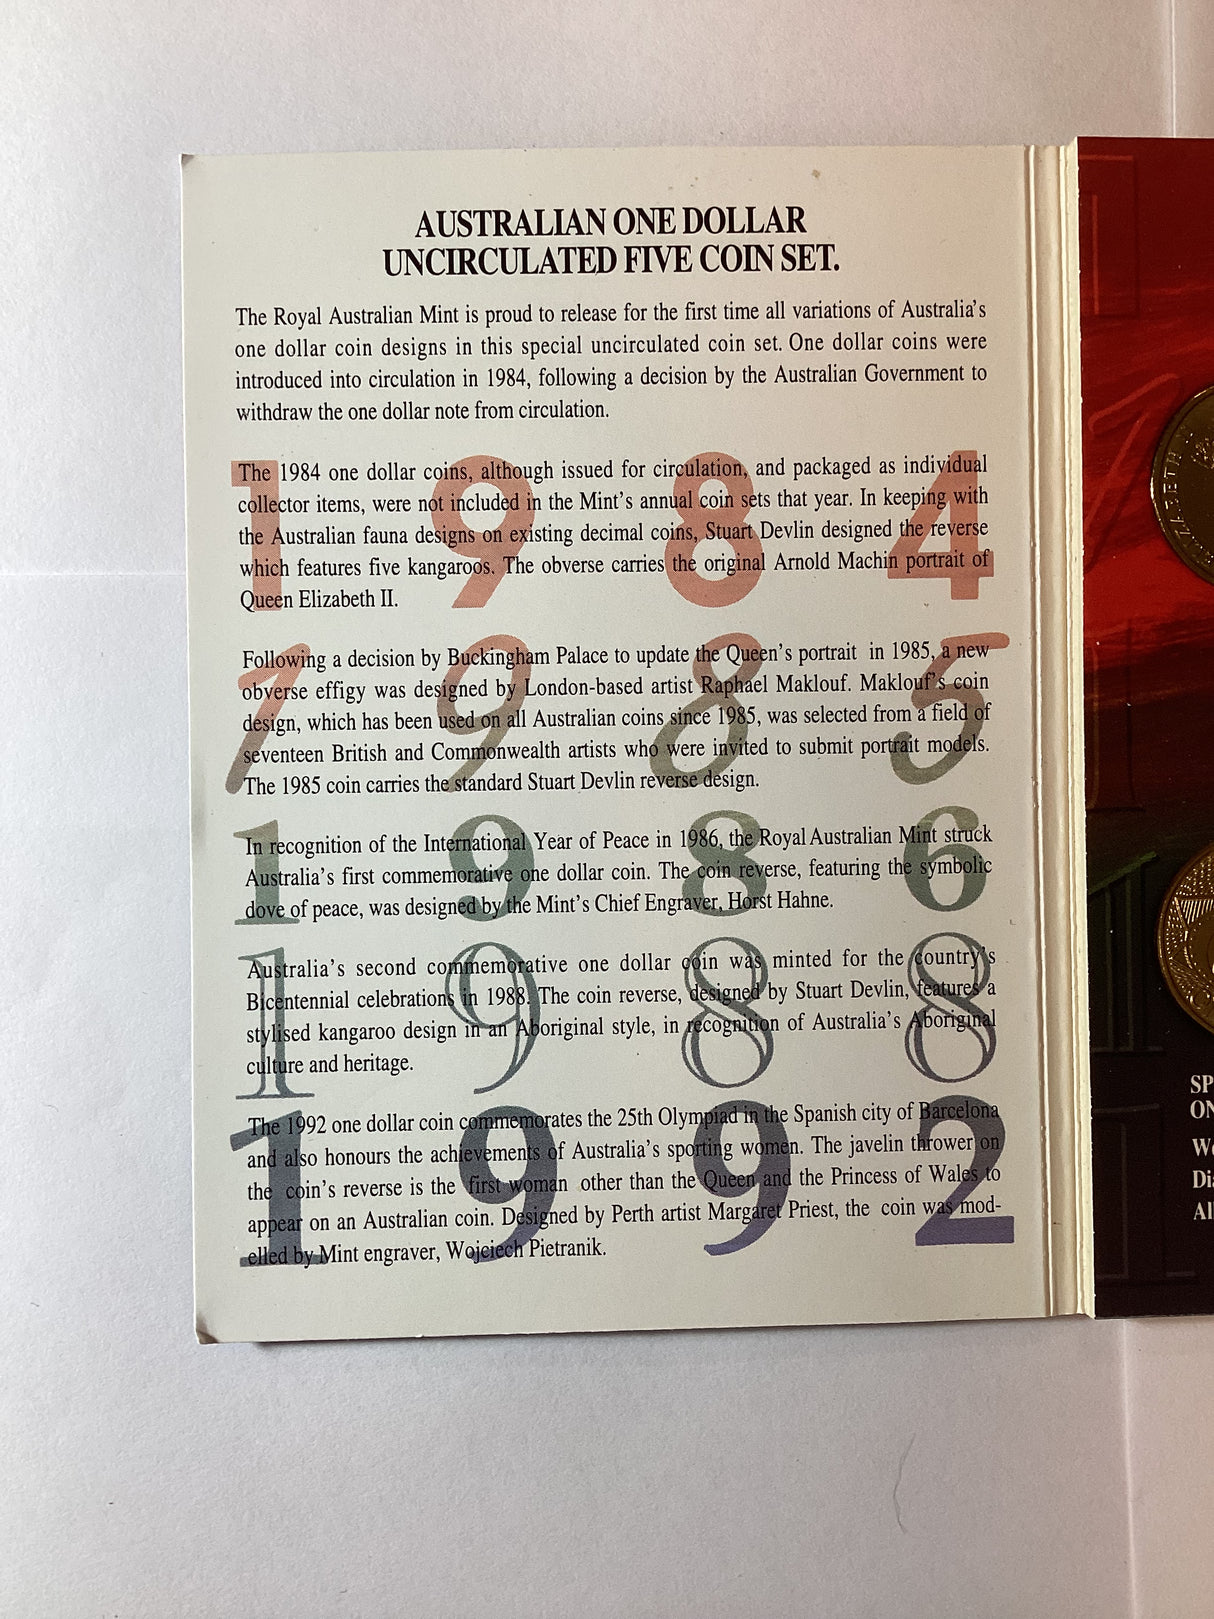 AUSTRALIAN ONE DOLLAR
UNCIRCULATED FIVE COIN SET.
The Royal Australian Mint is proud to release for the first time all variations of Australia's
one dollar coin designs in this special uncirculated coin set. One dollar coins were
introduced into circulation in 1984, following a decision by the Australian Government to
withdraw the one dollar note from circulation.
1984
The 1984 one dollar coins, although issued for circulation, and packaged as individual
collector items, were not included in the Mint's annual coin sets that year. In keeping with
the Australian fauna designs on existing decimal coins, Stuart Devlin designed the reverse
which features five kangaroos. The obverse carries the original Arnold Machin portrait of
Queen Elizabeth II.
1985
Following a decision by Buckingham Palace to update the Queen's portrait in 1985, a new
obverse effigy was designed by London-based artist Raphael Maklouf. Maklouf's coin
design, which has been used on all Australian coins since 1985, was selected from a field of
seventeen British and Commonwealth artists who were invited to submit portrait models.
The 1985 coin carries the standard Stuart Devlin reverse design.
1986
In recognition of the International Year of Peace in 1986, the Royal Australian Mint struck
Australia's first commemorative one dollar coin. The coin reverse, featuring the symbolic
dove of peace, was designed by the Mint's Chief Engraver, Horst Hahne.
1988
Australia's second commemorative one dollar coin was minted for the country's
Bicentennial celebrations in 1988. The coin reverse, designed by Stuart Devlin, features a
stylised kangaroo design in an Aboriginal style, in recognition of Australia's Aboriginal
culture and heritage.
1992
The 1992 one dollar coin commemorates the 25th Olympiad in the Spanish city of Barcelona
and also honours the achievements of Australia's sporting women. The javelin thrower on
the coin's reverse is the first woman other than the Queen and the Princess of Wales to
appear on an Australian coin. Designed by Perth artist Margaret Priest, the coin was mod-
elled by Mint engraver, Wojciech Pietranik.